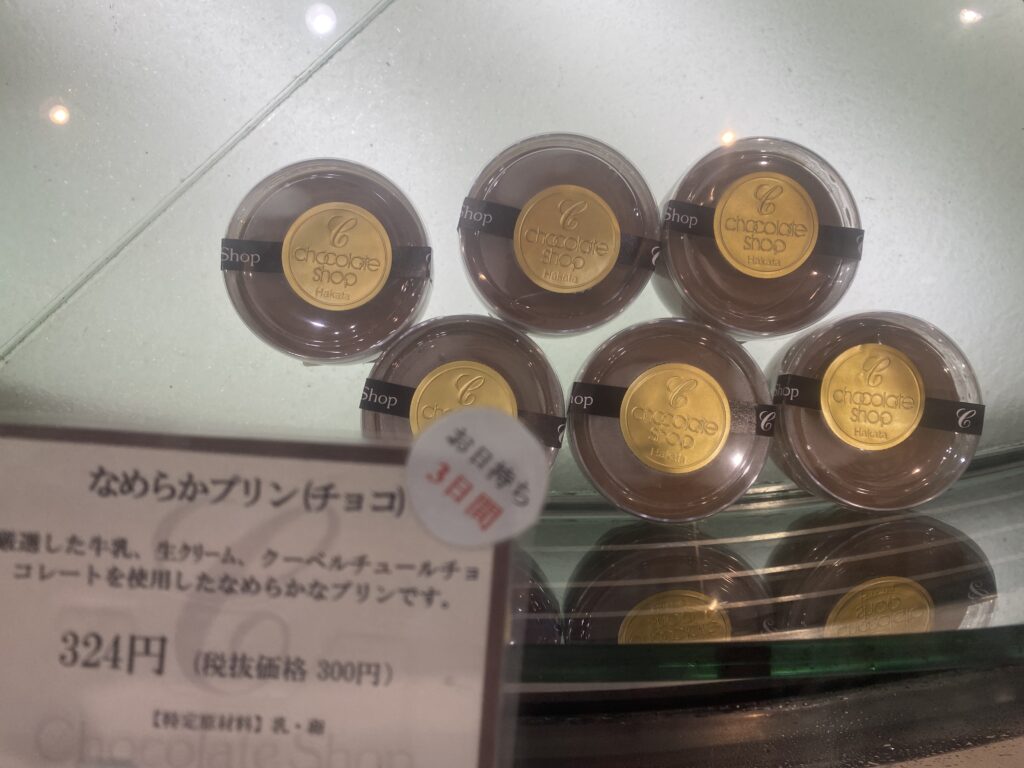 Shop
C
chocolate
shop
Hakata
C
Shop
C
chocolate
shop
Hakata
C
Shop
C
chocolate
shop
Hakata
C
Shop
C
hop
C
chocolate
shop
Hakata
C
Shop
C
chocolate
shop
Hakata
C
お日持ち
3日間
なめらかプリン(チョコ)
厳選した牛乳、生クリーム、クーベルチュールチョ
コレートを使用したなめらかなプリンです。
324円 (税抜価格 300円)
【特定原材料】乳・卵
Chocolate Shop